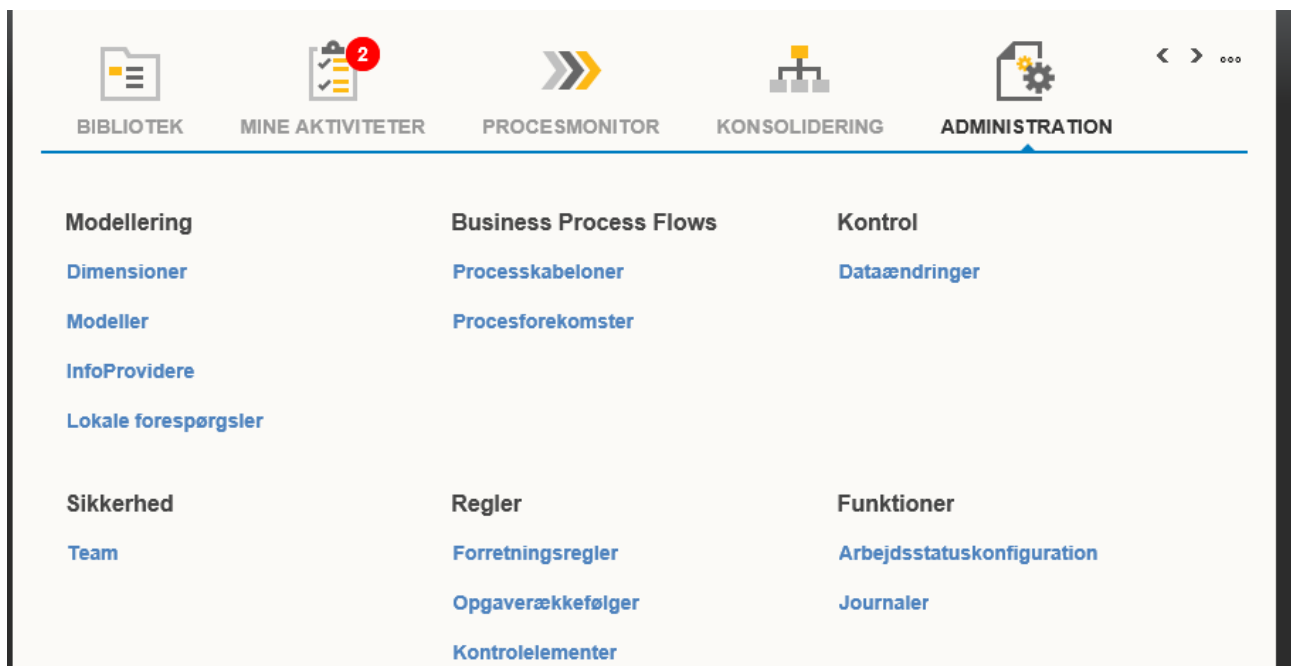 2
BIBLIOTEK
MINE AKTIVITETER
PROCESMONITOR
KONSOLIDERING
ADMINISTRATION
Modellering
Dimensioner
Modeller
InfoProvidere
Lokale forespørgsler
Business Process Flows
Processkabeloner
Procesforekomster
Kontrol
Dataændringer
Sikkerhed
Team
Regler
Forretningsregler
Opgaverækkefølger
Kontrolelementer
Funktioner
Arbejdsstatuskonfiguration
Journaler